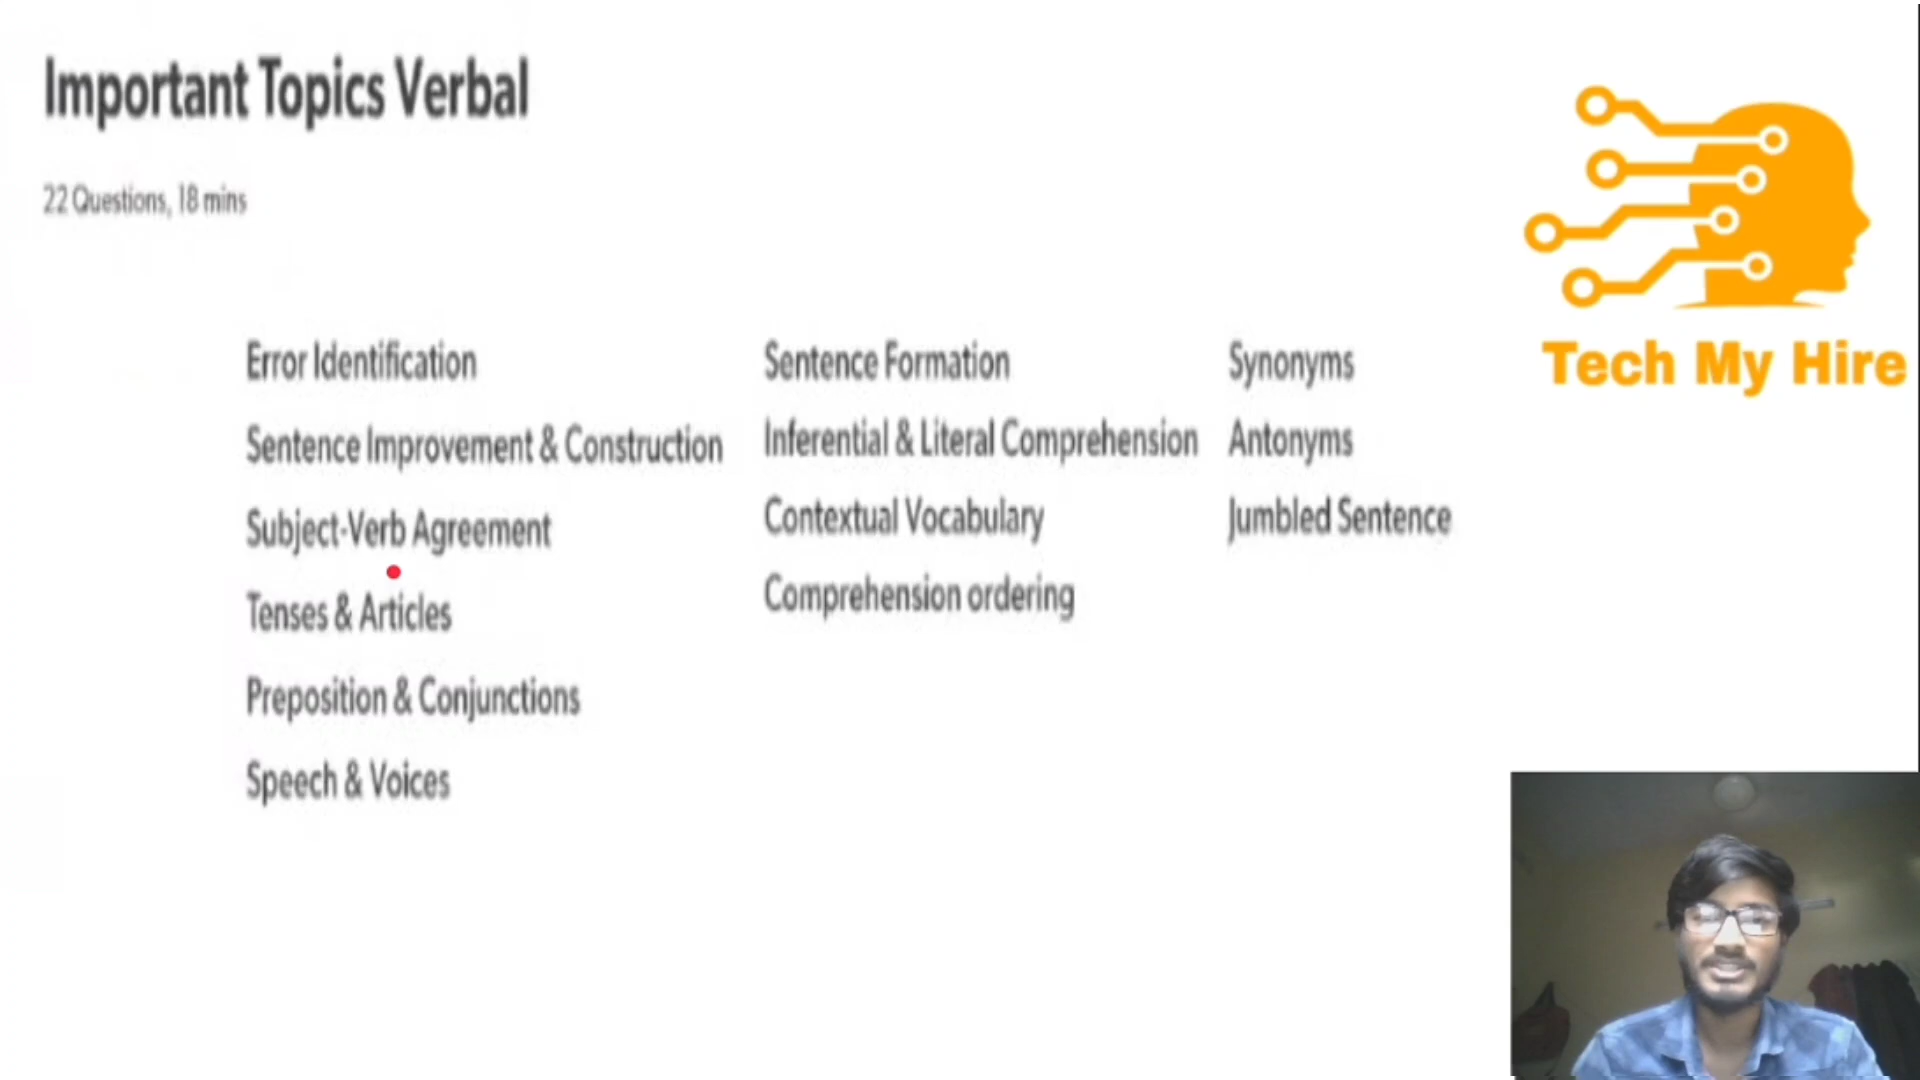 Important Topics Verbal
22 Questions, 18 mins
Error Identification
Sentence Improvement & Construction
Subject-Verb Agreement
Tenses & Articles
Preposition & Conjunctions
Speech & Voices
Sentence Formation
Inferential & Literal Comprehension
Contextual Vocabulary
Comprehension ordering
Synonyms
Antonyms
Jumbled Sentence
Tech My Hire